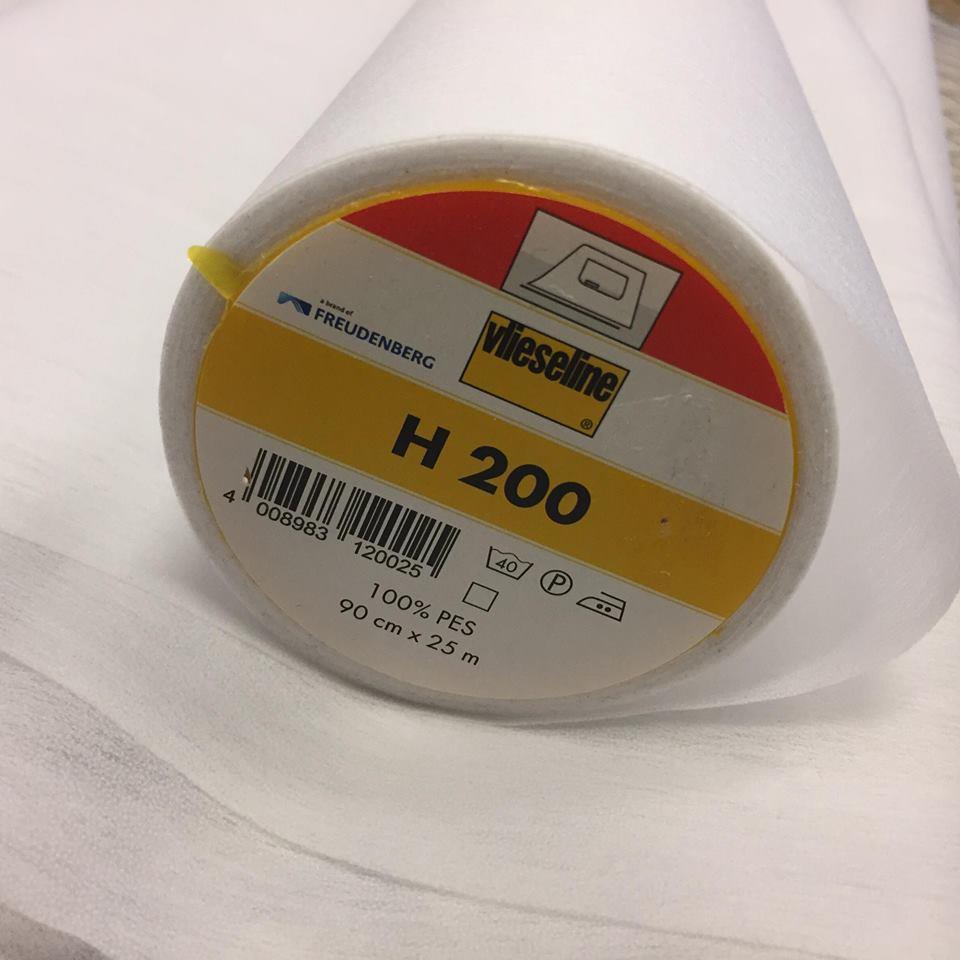 a brand of
FREUDENBERG
vlieseline
®
H 200
4 008983 120025
40
P
100% PES
90 cm x 25 m